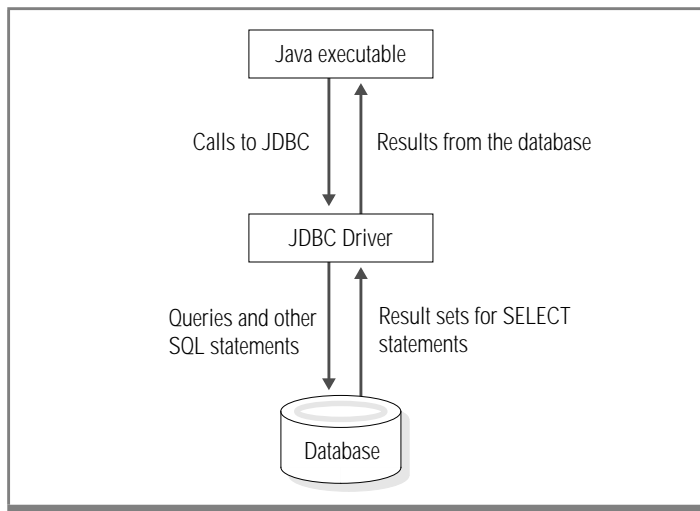 Java executable
Calls to JDBC
Results from the database
JDBC Driver
Queries and other
SQL statements
Result sets for SELECT
statements
Database